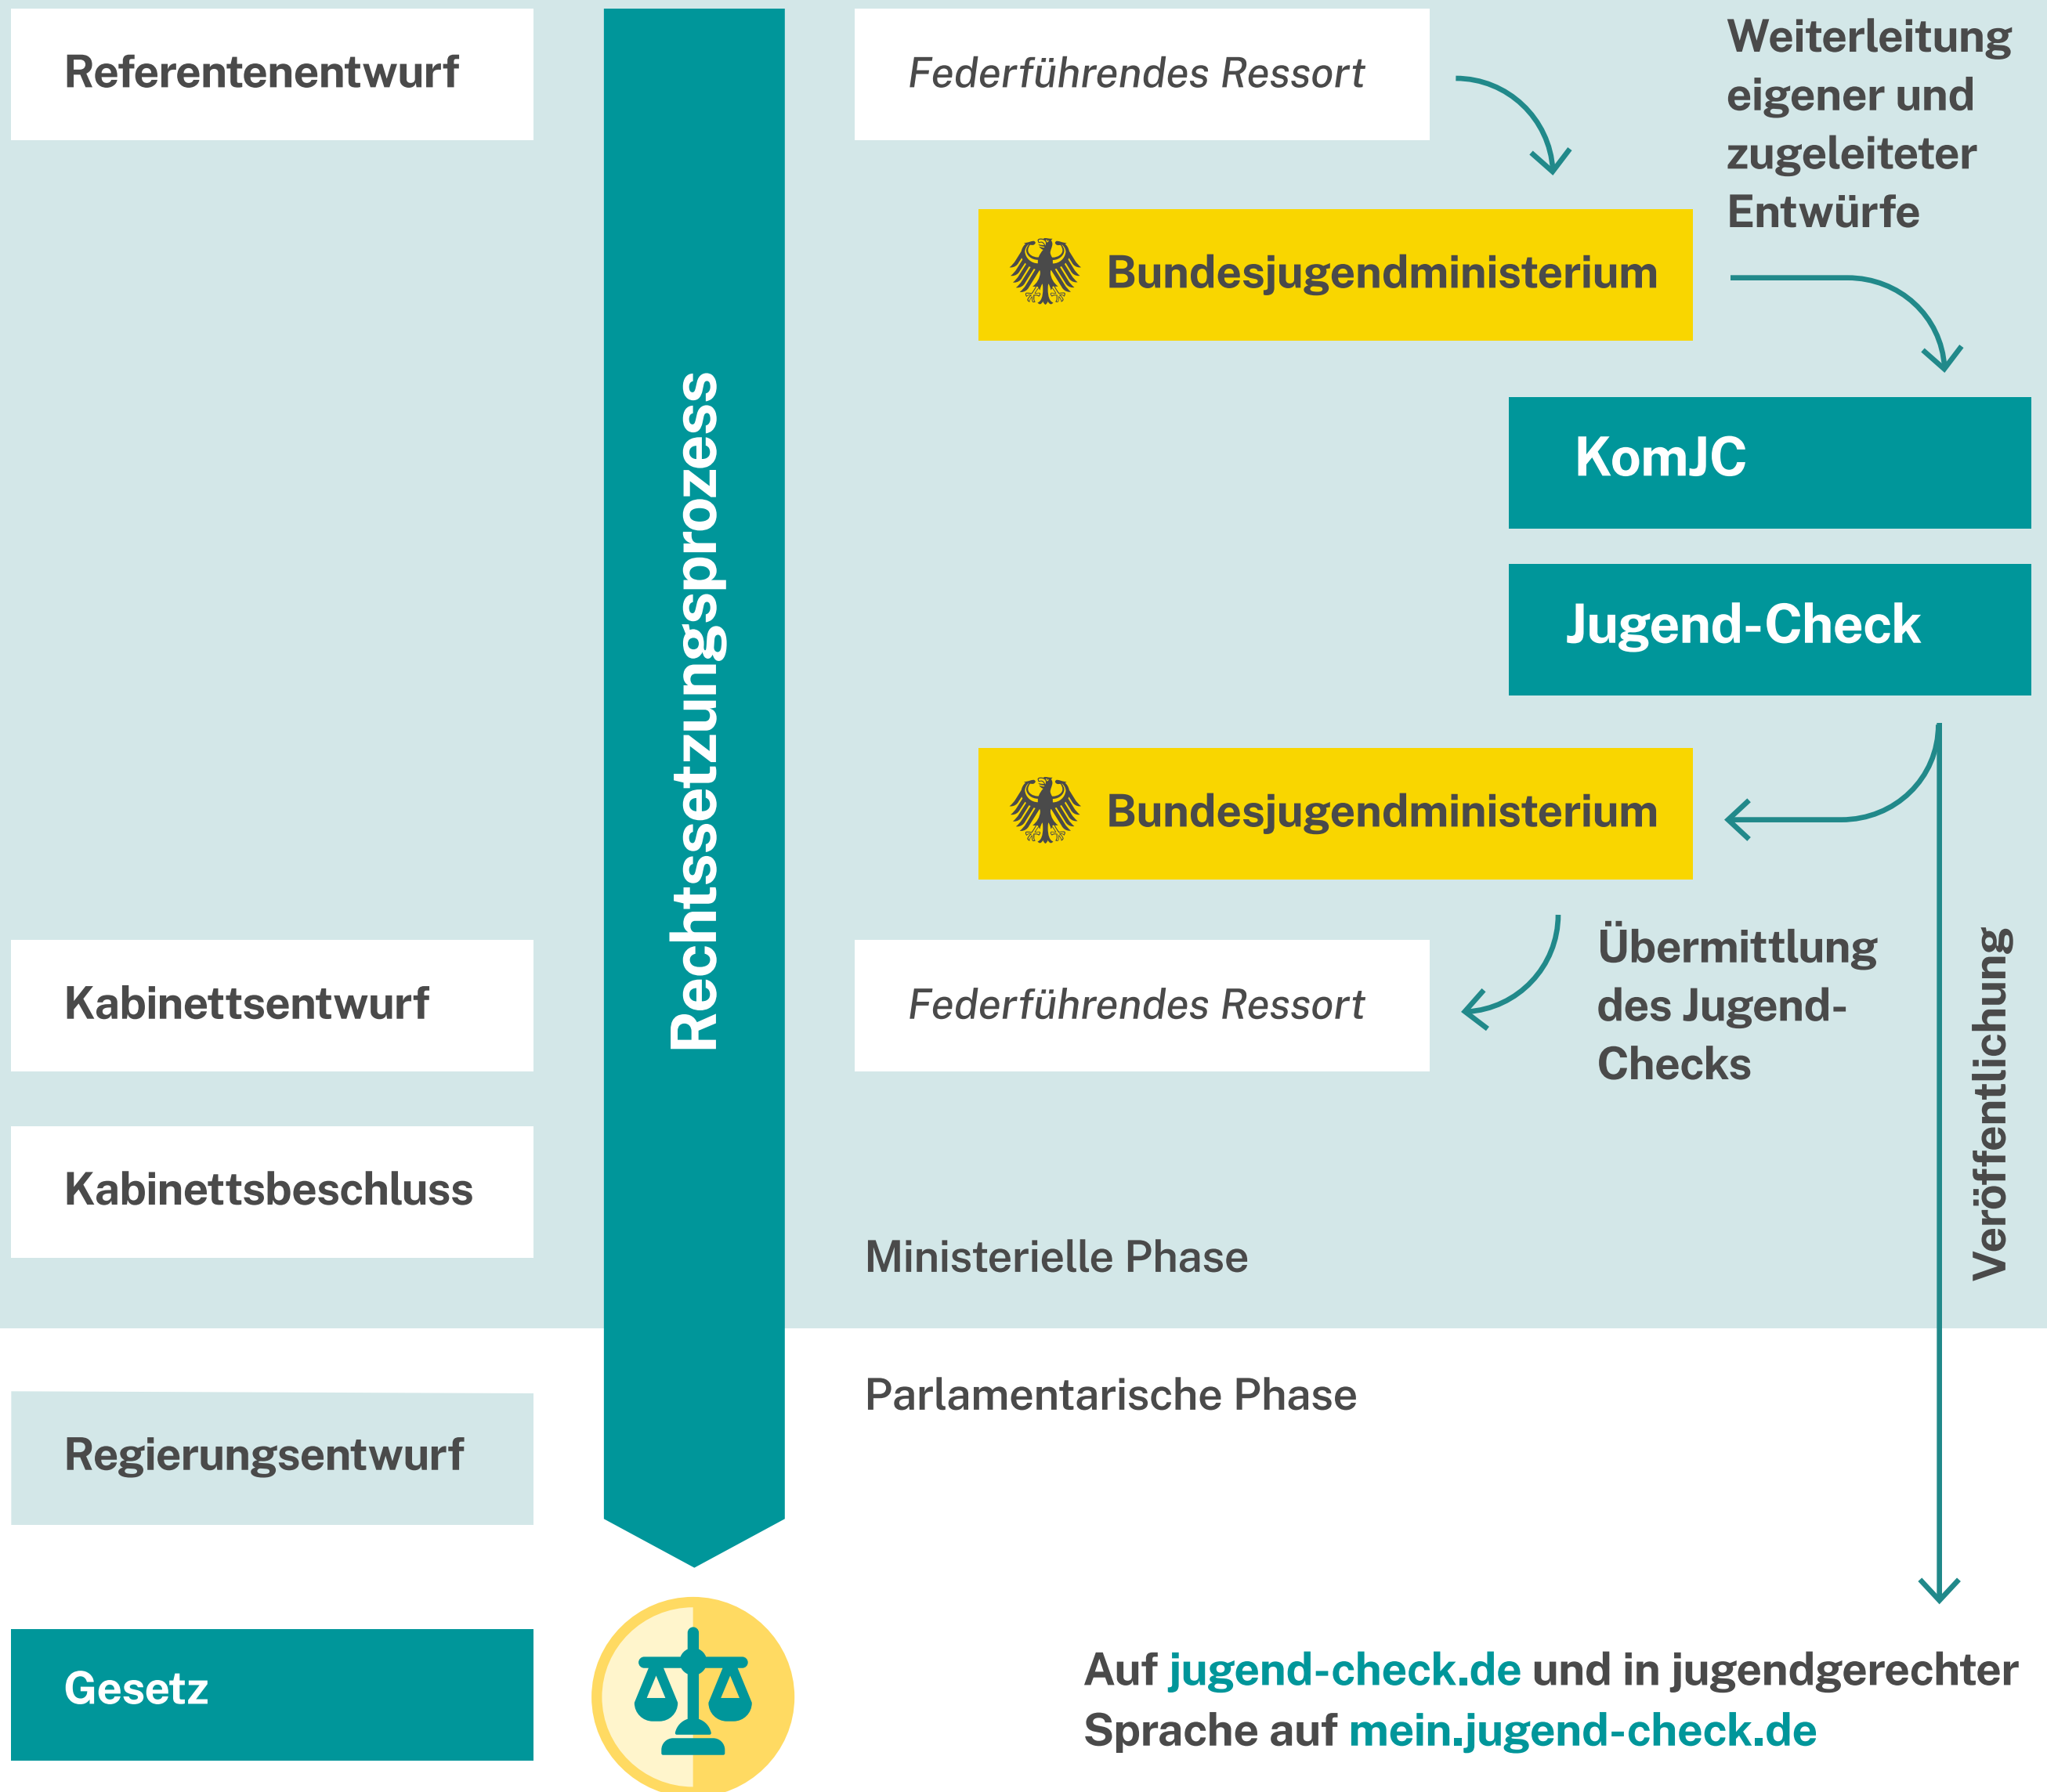 Referentenentwurf
Federführendes Ressort
Weiterleitung
eigener und
zugeleiteter
Entwürfe
Bundesjugendministerium
KomJC
Jugend-Check
Rechtssetzungsprozess
Bundesjugendministerium
Kabinettsentwurf
Federführendes Ressort
Übermittlung
des Jugend-
Checks
Veröffentlichung
Kabinettsbeschluss
Ministerielle Phase
Parlamentarische Phase
Regierungsentwurf
Gesetz
Auf jugend-check.de und in jugendgerechter
Sprache auf mein.jugend-check.de